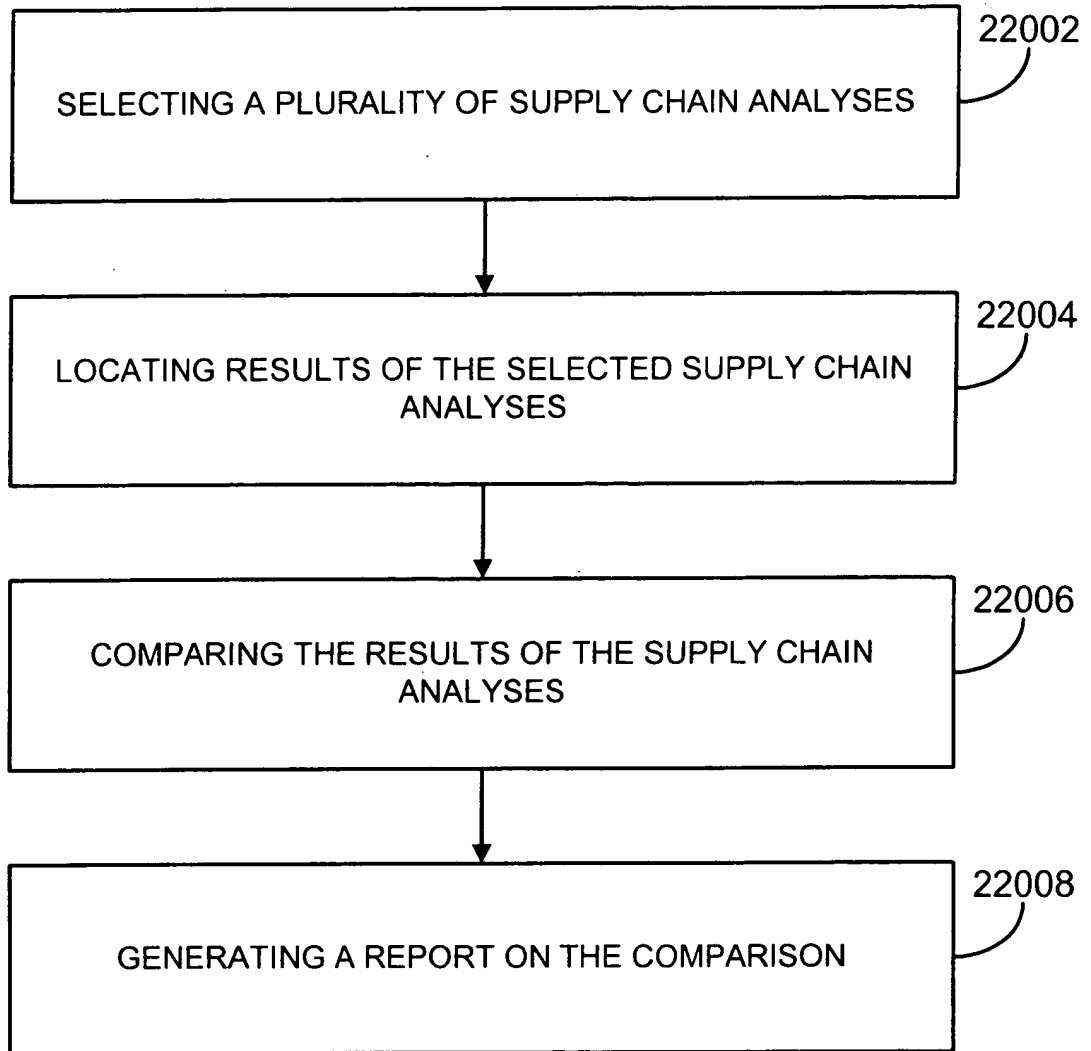 22002
SELECTING A PLURALITY OF SUPPLY CHAIN ANALYSES
22004
LOCATING RESULTS OF THE SELECTED SUPPLY CHAIN
ANALYSES
22006
COMPARING THE RESULTS OF THE SUPPLY CHAIN
ANALYSES
22008
GENERATING A REPORT ON THE COMPARISON